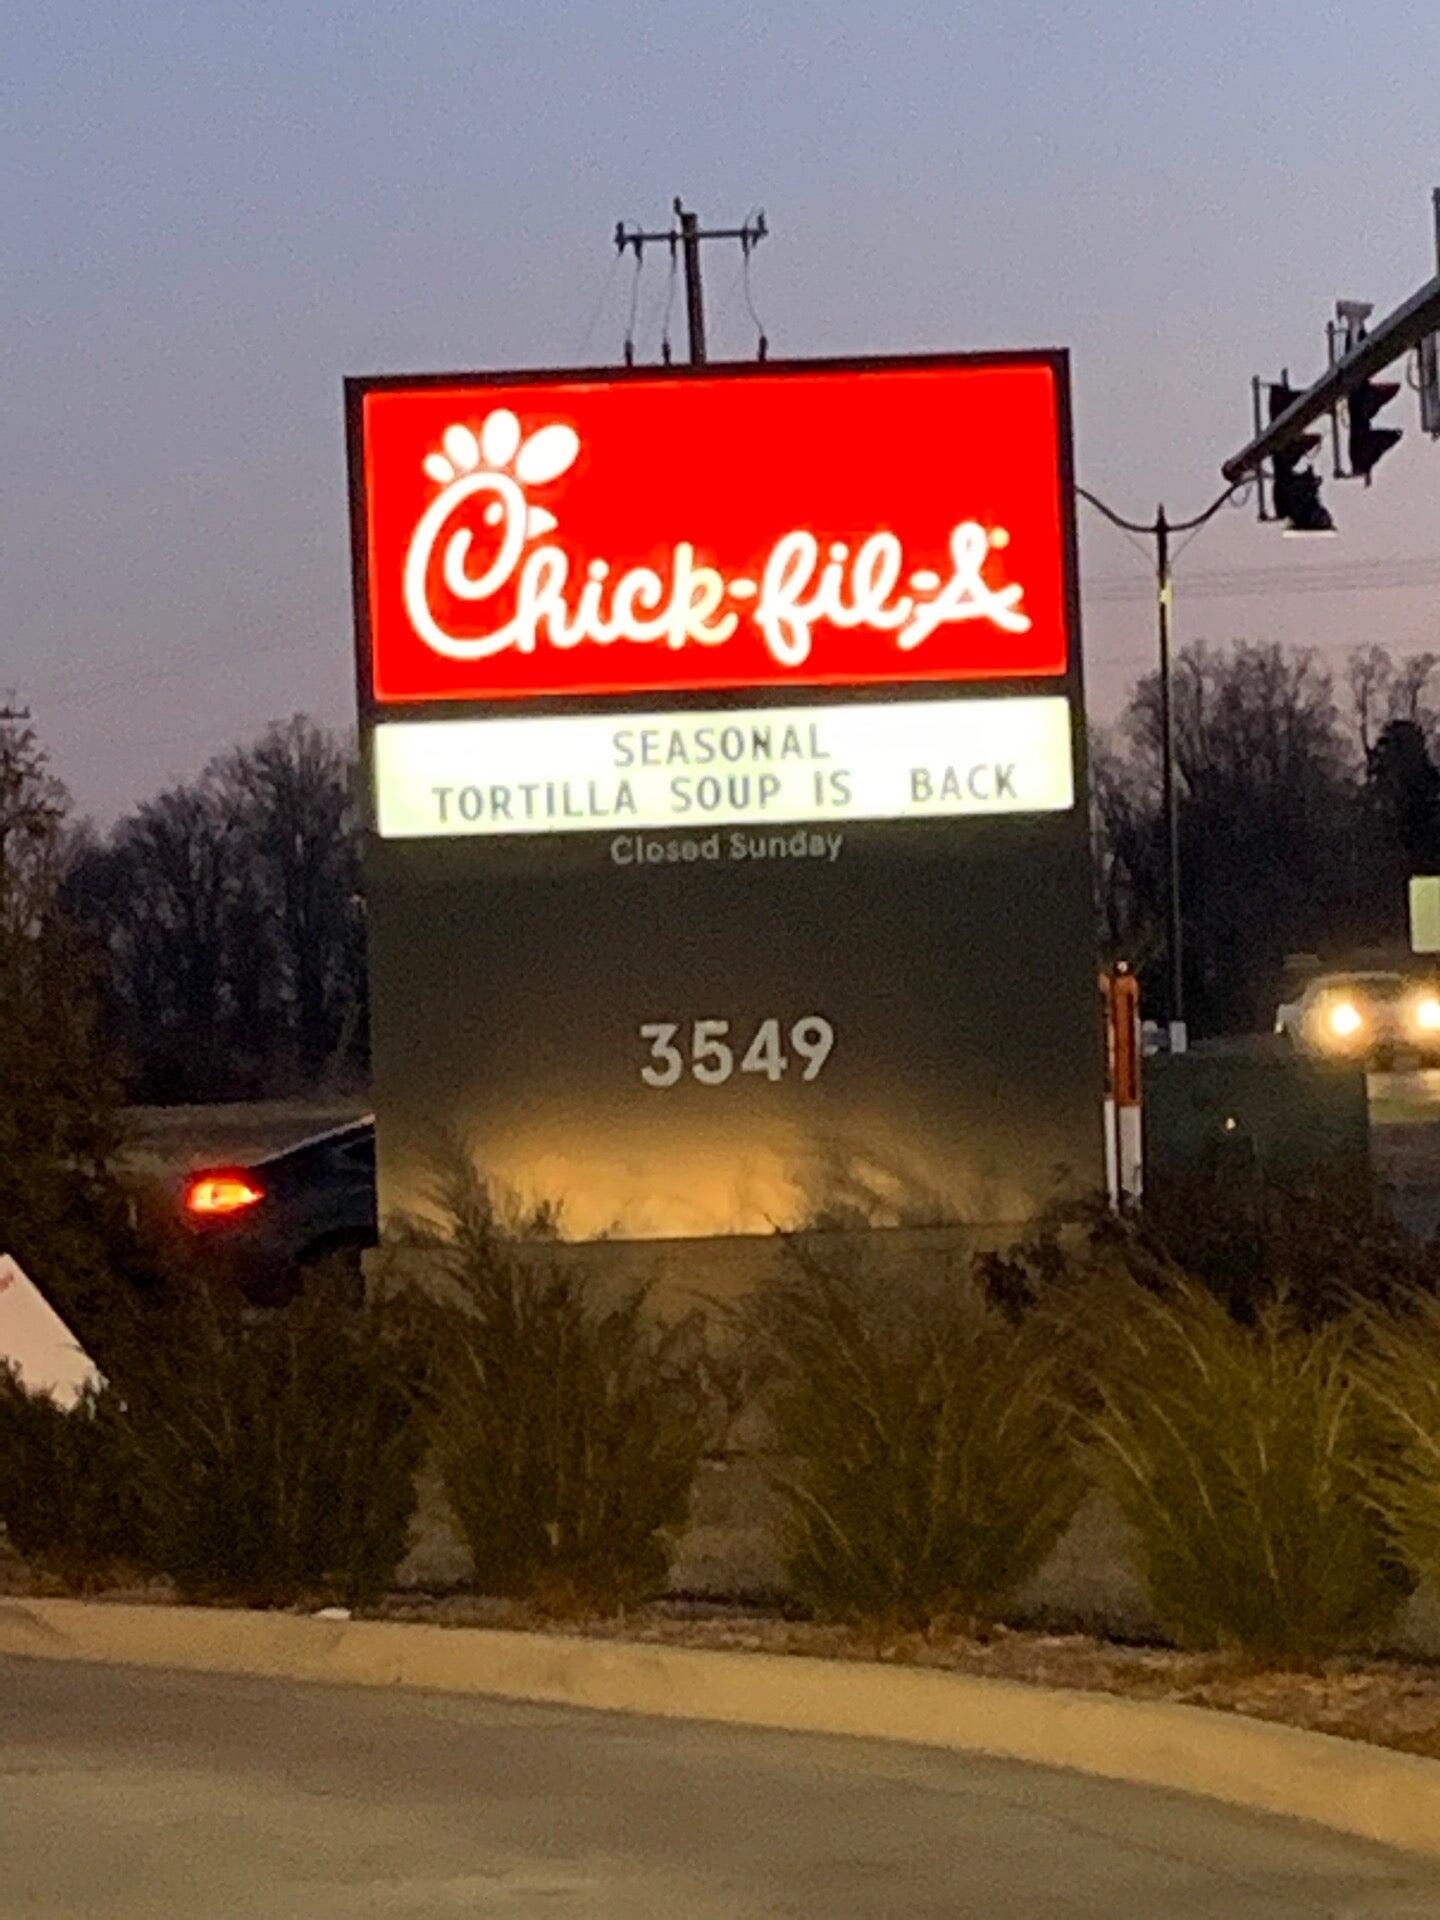 Chick-fil-A
SEASONAL
TORTILLA SOUP IS BACK
Closed Sunday
3549